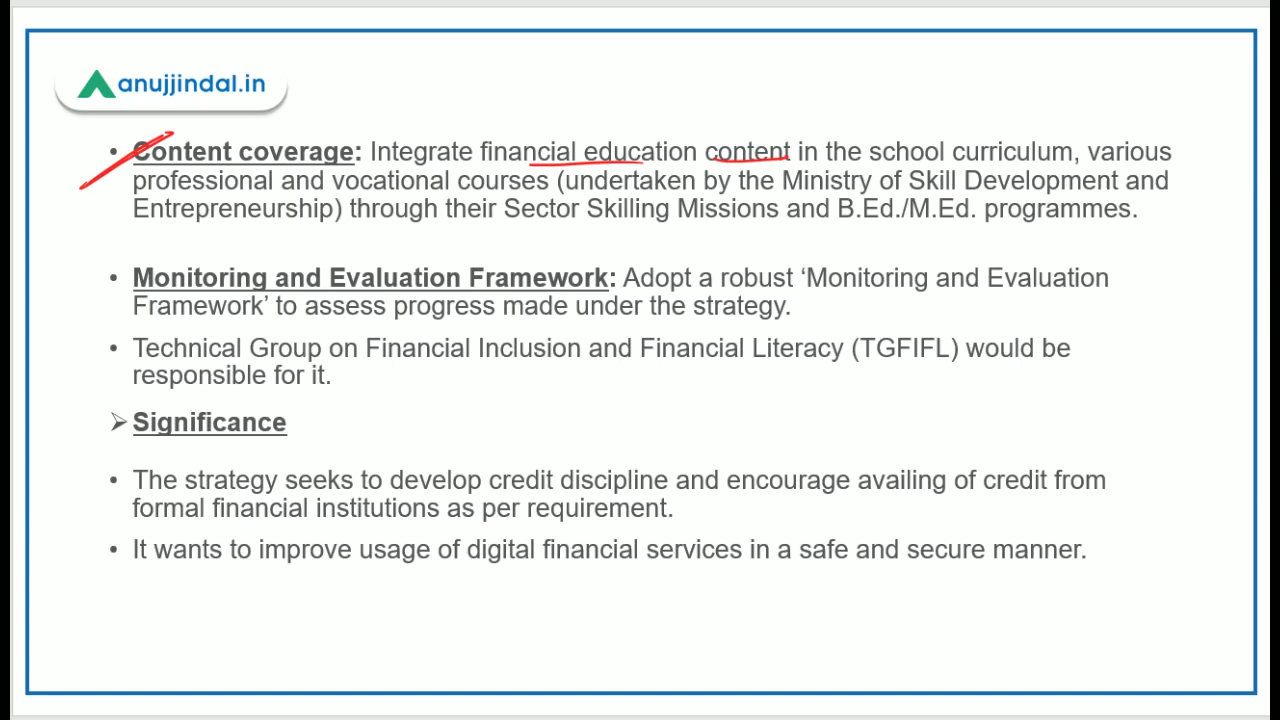 anujjindal.in
• Content coverage: Integrate financial education content in the school curriculum, various
professional and vocational courses (undertaken by the Ministry of Skill Development and
Entrepreneurship) through their Sector Skilling Missions and B.Ed./M.Ed. programmes.
• Monitoring and Evaluation Framework: Adopt a robust ‘Monitoring and Evaluation
Framework’ to assess progress made under the strategy.
• Technical Group on Financial Inclusion and Financial Literacy (TGFIFL) would be
responsible for it.
➢ Significance
• The strategy seeks to develop credit discipline and encourage availing of credit from
formal financial institutions as per requirement.
• It wants to improve usage of digital financial services in a safe and secure manner.